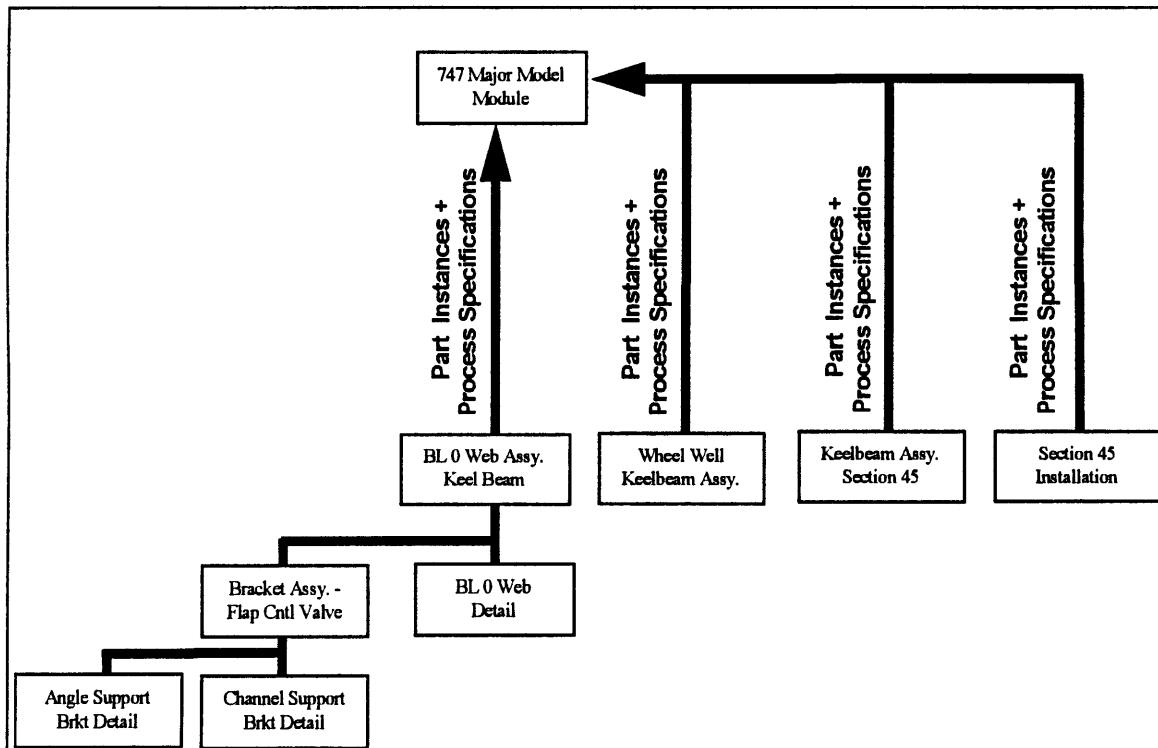 747 Major Model
Module
Part Instances +
Process Specifications
Part Instances +
Process Specifications
Part Instances +
Process Specifications
Part Instances +
Process Specifications
BL 0 Web Assy.
Keel Beam
Wheel Well
Keelbeam Assy.
Keelbeam Assy.
Section 45
Section 45
Installation
Bracket Assy. -
Flap Cntl Valve
BL 0 Web
Detail
Angle Support
Brkt Detail
Channel Support
Brkt Detail